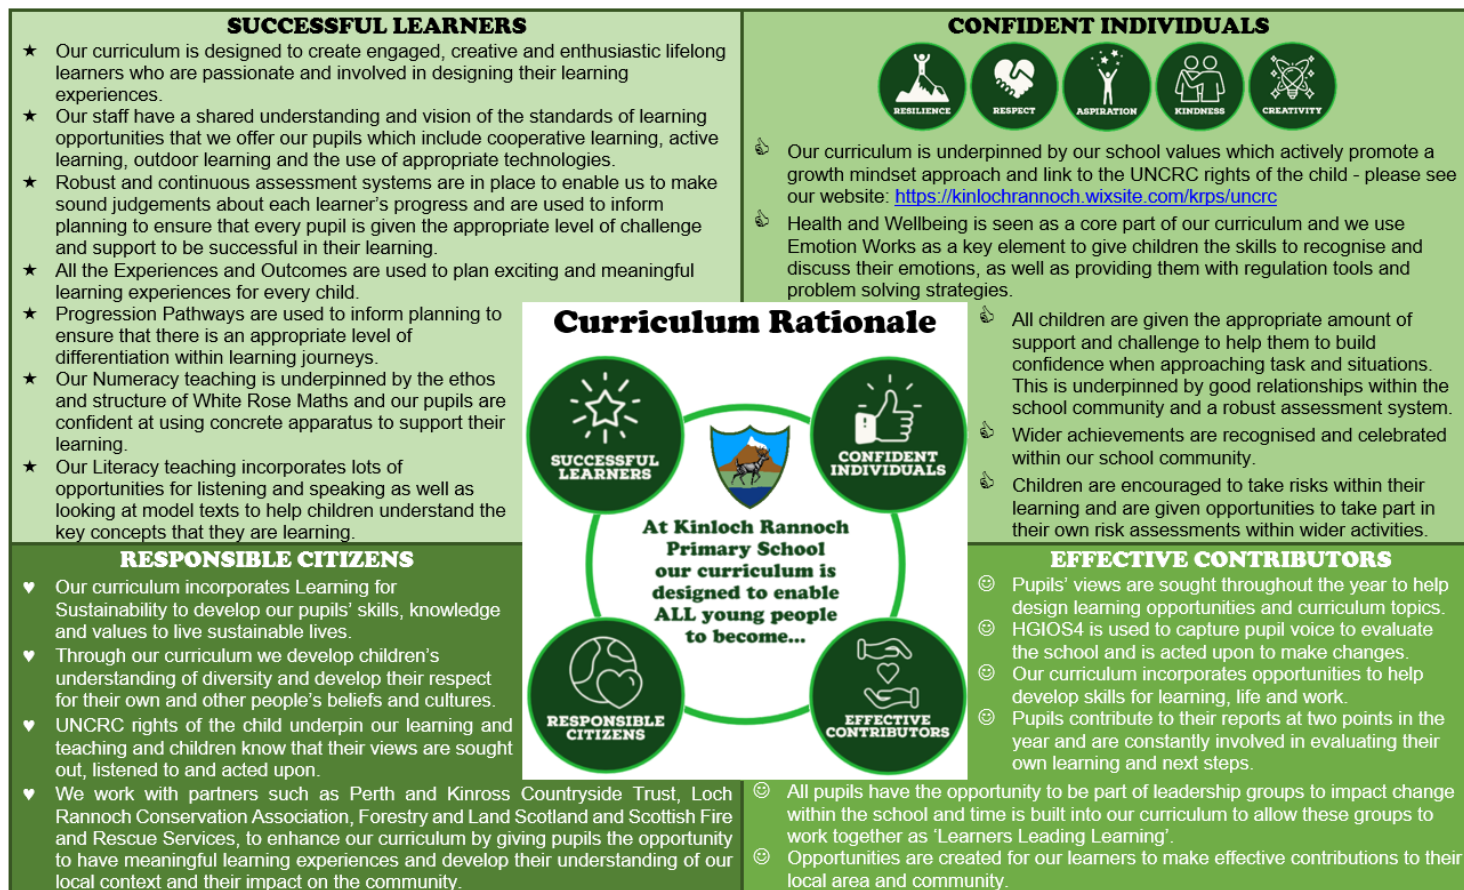 SUCCESSFUL LEARNERS
★ Our curriculum is designed to create engaged, creative and enthusiastic lifelong
learners who are passionate and involved in designing their learning
experiences.
★ Our staff have a shared understanding and vision of the standards of learning
opportunities that we offer our pupils which include cooperative learning, active
learning, outdoor learning and the use of appropriate technologies.
★ Robust and continuous assessment systems are in place to enable us to make
sound judgements about each learner's progress and are used to inform
planning to ensure that every pupil is given the appropriate level of challenge
and support to be successful in their learning.
★ All the Experiences and Outcomes are used to plan exciting and meaningful
learning experiences for every child.
★ Progression Pathways are used to inform planning to
ensure that there is an appropriate level of
differentiation within learning journeys.
★ Our Numeracy teaching is underpinned by the ethos
and structure of White Rose Maths and our pupils are
confident at using concrete apparatus to support their
learning.
★ Our Literacy teaching incorporates lots of
opportunities for listening and speaking as well as
looking at model texts to help children understand the
key concepts that they are learning.
CONFIDENT INDIVIDUALS
RESILIENCE
RESPECT
ASPIRATION
KINDNESS
CREATIVITY
Our curriculum is underpinned by our school values which actively promote a
growth mindset approach and link to the UNCRC rights of the child - please see
our website: https://kinlochrannoch.wixsite.com/krps/uncrc
Health and Wellbeing is seen as a core part of our curriculum and we use
Emotion Works as a key element to give children the skills to recognise and
discuss their emotions, as well as providing them with regulation tools and
problem solving strategies.
All children are given the appropriate amount of
support and challenge to help them to build
confidence when approaching task and situations.
This is underpinned by good relationships within the
school community and a robust assessment system.
Wider achievements are recognised and celebrated
within our school community.
Children are encouraged to take risks within their
learning and are given opportunities to take part in
their own risk assessments within wider activities.
Curriculum Rationale
SUCCESSFUL
LEARNERS
CONFIDENT
INDIVIDUALS
At Kinloch Rannoch
Primary School
our curriculum is
designed to enable
ALL young people
to become...
RESPONSIBLE
CITIZENS
EFFECTIVE
CONTRIBUTORS
RESPONSIBLE CITIZENS
♥ Our curriculum incorporates Learning for
Sustainability to develop our pupils' skills, knowledge
and values to live sustainable lives.
♥ Through our curriculum we develop children's
understanding of diversity and develop their respect
for their own and other people's beliefs and cultures.
♥ UNCRC rights of the child underpin our learning and
teaching and children know that their views are sought
out, listened to and acted upon.
♥ We work with partners such as Perth and Kinross Countryside Trust, Loch
Rannoch Conservation Association, Forestry and Land Scotland and Scottish Fire
and Rescue Services, to enhance our curriculum by giving pupils the opportunity
to have meaningful learning experiences and develop their understanding of our
local context and their impact on the community.
EFFECTIVE CONTRIBUTORS
☺ Pupils' views are sought throughout the year to help
design learning opportunities and curriculum topics.
☺ HGIOS4 is used to capture pupil voice to evaluate
the school and is acted upon to make changes.
☺ Our curriculum incorporates opportunities to help
develop skills for learning, life and work.
☺ Pupils contribute to their reports at two points in the
year and are constantly involved in evaluating their
own learning and next steps.
☺ All pupils have the opportunity to be part of leadership groups to impact change
within the school and time is built into our curriculum to allow these groups to
work together as 'Learners Leading Learning'.
☺ Opportunities are created for our learners to make effective contributions to their
local area and community.